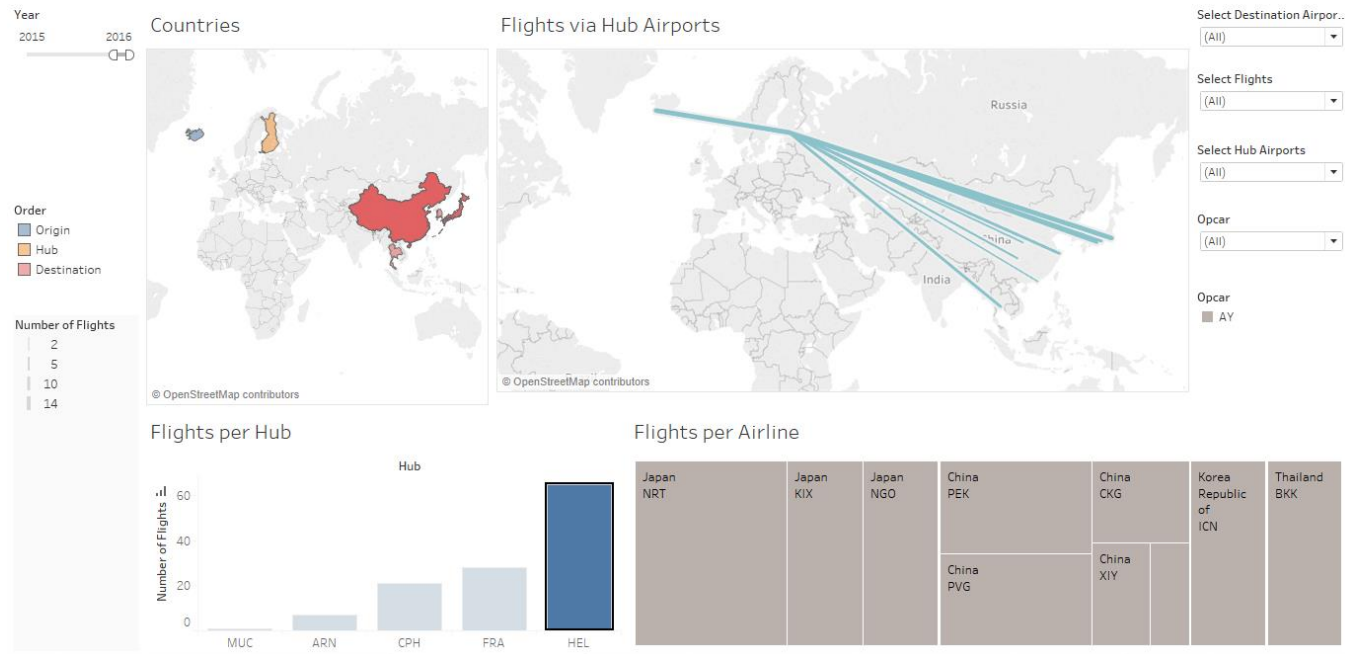 Year
2015 2016
Order
Origin
Hub
Destination
Number of Flights
2
5
10
14
Countries
© OpenStreetMap contributors
Flights via Hub Airports
Russia
China
India
© OpenStreetMap contributors
Select Destination Airpor..
(All)
Select Flights
(All)
Select Hub Airports
(All)
Opcar
(All)
Opcar
AY
Flights per Hub
Hub
Number of Flights
60
40
20
0
MUC ARN CPH FRA HEL
Flights per Airline
Japan
NRT
Japan
KIX
Japan
NGO
China
PEK
China
PVG
China
CKG
China
XIY
Korea
Republic
of
ICN
Thailand
BKK